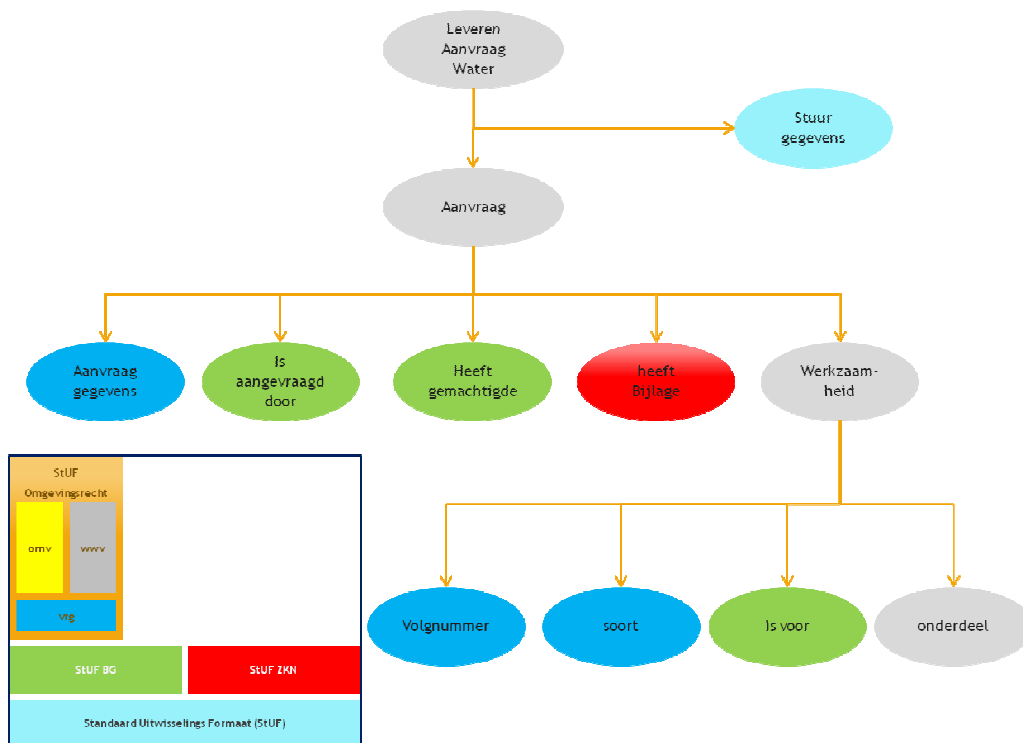 Leveren
Aanvraag
Water
Stuur
gegevens
Aanvraag
Aanvraag
gegevens
is
aangevraagd
door
Heeft
gemachtigde
heeft
Bijlage
Werkzaam-
heid
Volgnummer
soort
is voor
onderdeel
StUF
Omgevingsrecht
omv
wwv
vrg
StUF BG
StUF ZKN
Standaard Uitwisselings Formaat (StUF)